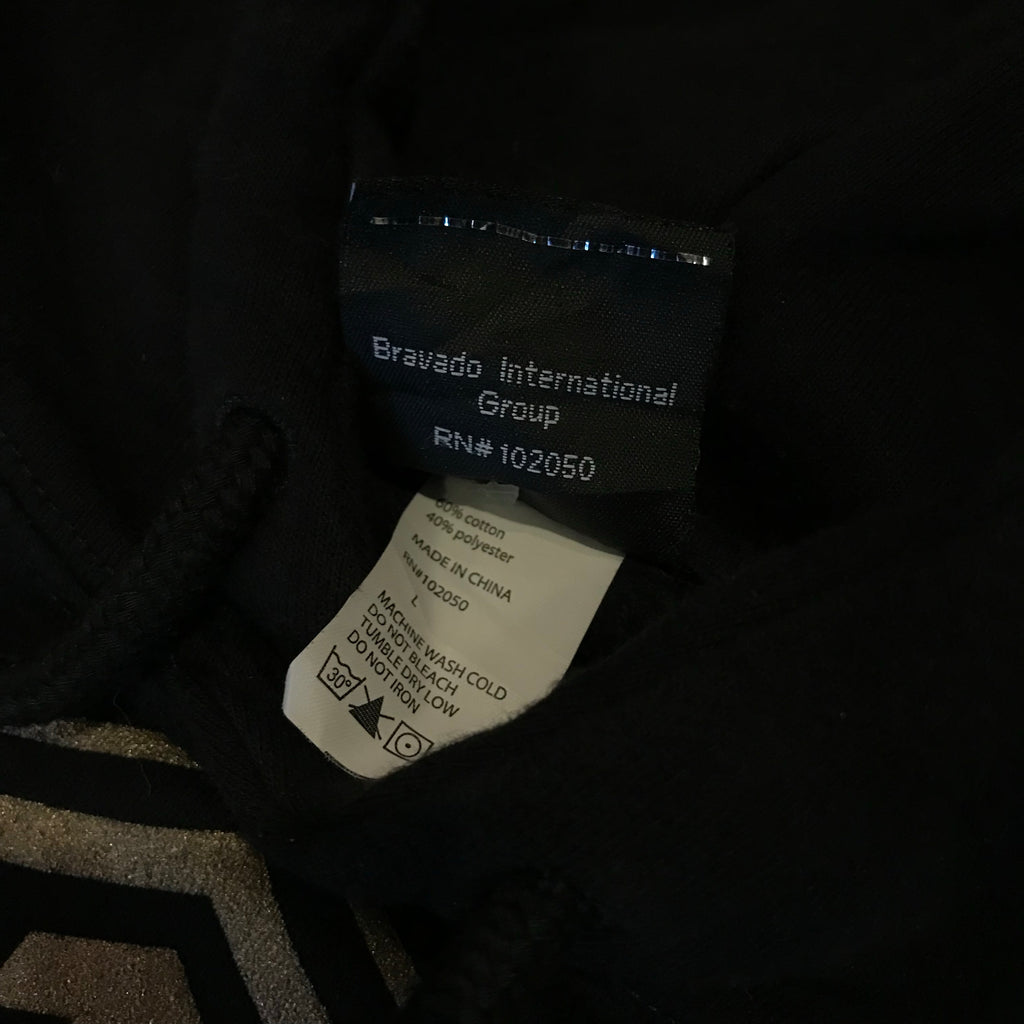 Bravado International
Group
RN# 102050
60% cotton
40% polyester
MADE IN CHINA
RN#102050
L
MACHINE WASH COLD
DO NOT BLEACH
TUMBLE DRY LOW
DO NOT IRON
30°